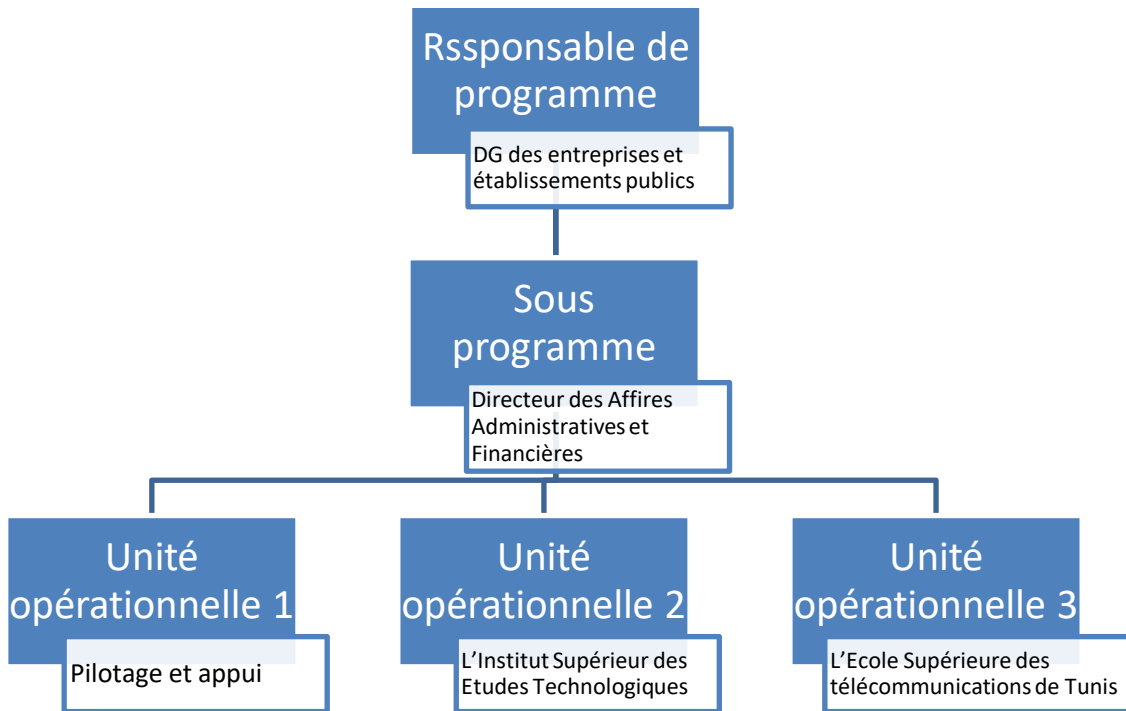 Rssponsable de
programme
DG des entreprises et
établissements publics
Sous
programme
Directeur des Affires
Administratives et
Financières
Unité
opérationnelle 1
Pilotage et appui
Unité
opérationnelle 2
L’Institut Supérieur des
Etudes Technologiques
Unité
opérationnelle 3
L’Ecole Supérieure des
télécommunications de Tunis